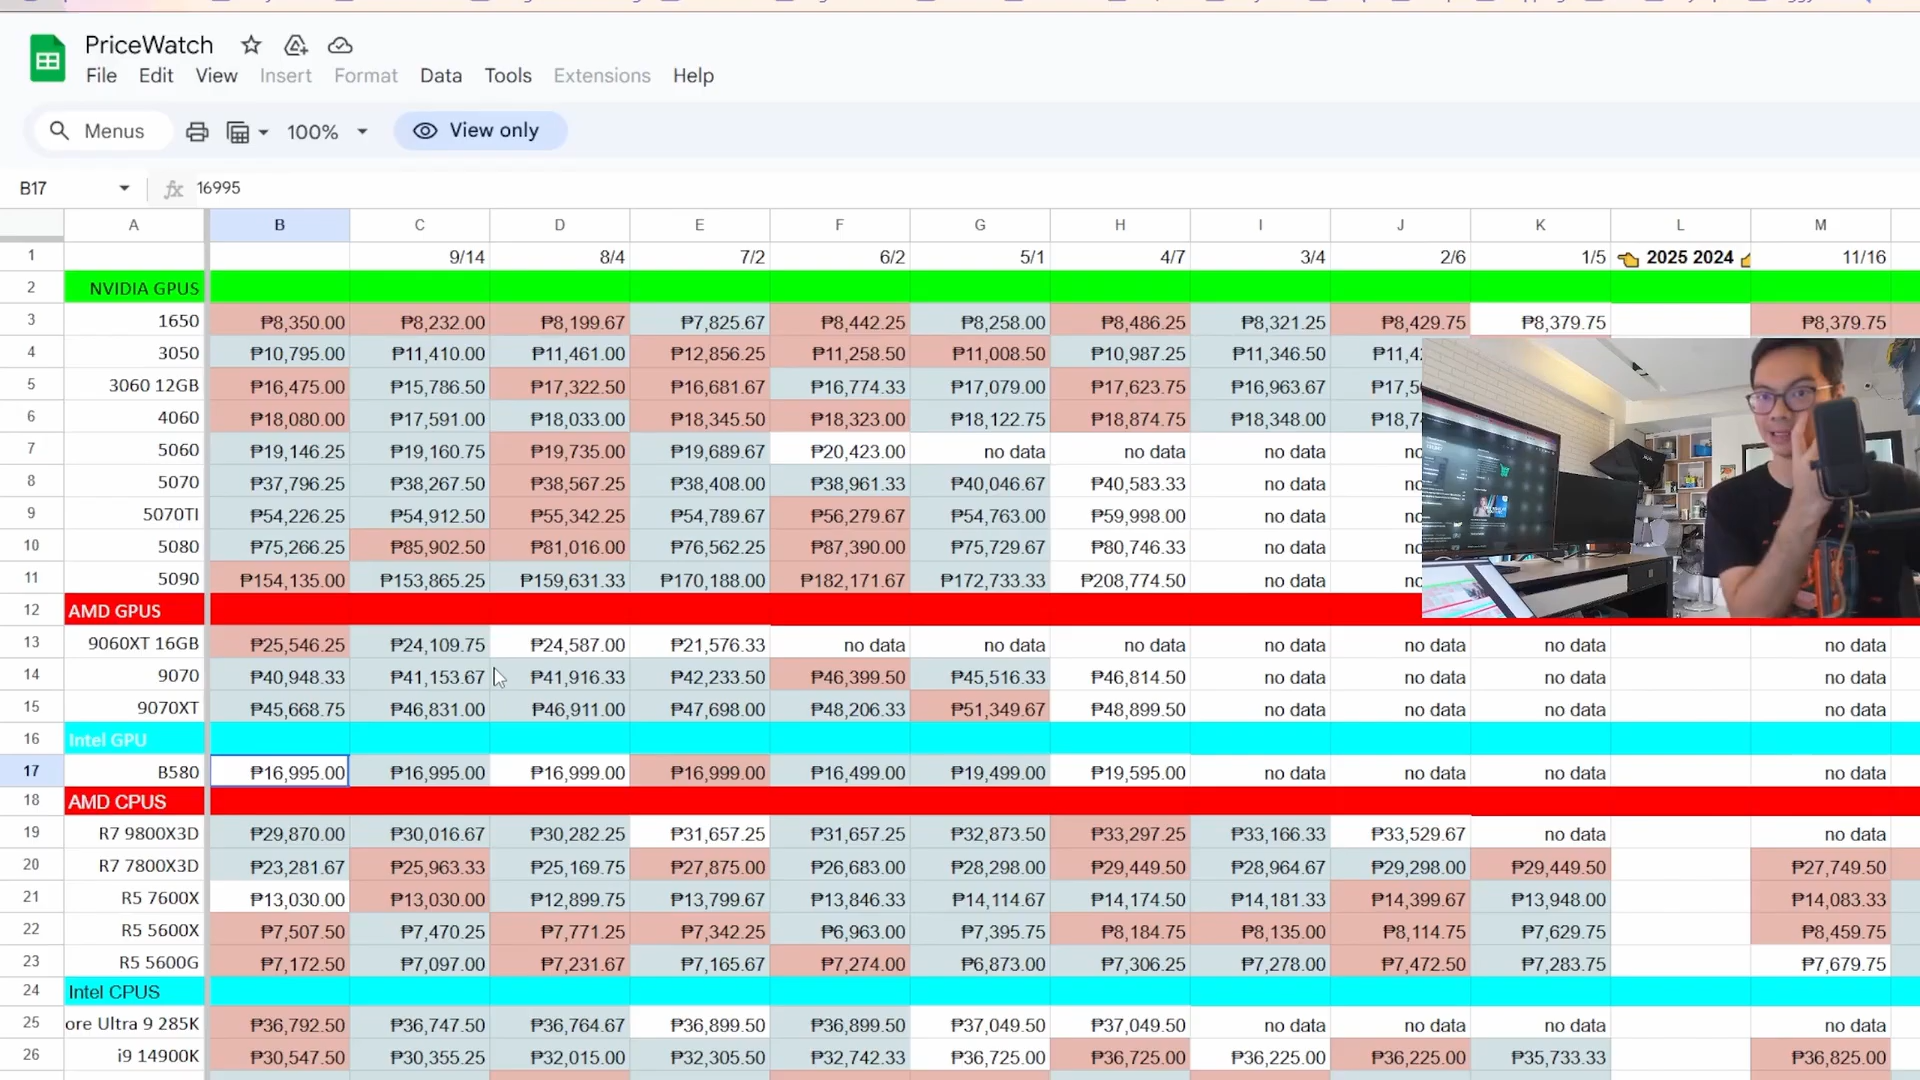 PriceWatch
File Edit View Insert Format Data Tools Extensions Help
Menus 100% View only
B17 fx 16995
A B C D E F G H I J K L M
1 9/14 8/4 7/2 6/2 5/1 4/7 3/4 2/6 1/5 👈 2025 2024 11/16
2 NVIDIA GPUS
3 1650 ₱8,350.00 ₱8,232.00 ₱8,199.67 ₱7,825.67 ₱8,442.25 ₱8,258.00 ₱8,486.25 ₱8,321.25 ₱8,429.75 ₱8,379.75 ₱8,379.75
4 3050 ₱10,795.00 ₱11,410.00 ₱11,461.00 ₱12,856.25 ₱11,258.50 ₱11,008.50 ₱10,987.25 ₱11,346.50 ₱11,4
5 3060 12GB ₱16,475.00 ₱15,786.50 ₱17,322.50 ₱16,681.67 ₱16,774.33 ₱17,079.00 ₱17,623.75 ₱16,963.67 ₱17,5
6 4060 ₱18,080.00 ₱17,591.00 ₱18,033.00 ₱18,345.50 ₱18,323.00 ₱18,122.75 ₱18,874.75 ₱18,348.00 ₱18,7
7 5060 ₱19,146.25 ₱19,160.75 ₱19,735.00 ₱19,689.67 ₱20,423.00 no data no data no data
8 5070 ₱37,796.25 ₱38,267.50 ₱38,567.25 ₱38,408.00 ₱38,961.33 ₱40,046.67 ₱40,583.33 no data
9 5070TI ₱54,226.25 ₱54,912.50 ₱55,342.25 ₱54,789.67 ₱56,279.67 ₱54,763.00 ₱59,998.00 no data
10 5080 ₱75,266.25 ₱85,902.50 ₱81,016.00 ₱76,562.25 ₱87,390.00 ₱75,729.67 ₱80,746.33 no data
11 5090 ₱154,135.00 ₱153,865.25 ₱159,631.33 ₱170,188.00 ₱182,171.67 ₱172,733.33 ₱208,774.50 no data
12 AMD GPUS
13 9060XT 16GB ₱25,546.25 ₱24,109.75 ₱24,587.00 ₱21,576.33 no data no data no data no data no data no data no data
14 9070 ₱40,948.33 ₱41,153.67 ₱41,916.33 ₱42,233.50 ₱46,399.50 ₱45,516.33 ₱46,814.50 no data no data no data no data
15 9070XT ₱45,668.75 ₱46,831.00 ₱46,911.00 ₱47,698.00 ₱48,206.33 ₱51,349.67 ₱48,899.50 no data no data no data no data
16 Intel GPU
17 B580 ₱16,995.00 ₱16,995.00 ₱16,999.00 ₱16,999.00 ₱16,499.00 ₱19,499.00 ₱19,595.00 no data no data no data no data
18 AMD CPUS
19 R7 9800X3D ₱29,870.00 ₱30,016.67 ₱30,282.25 ₱31,657.25 ₱31,657.25 ₱32,873.50 ₱33,297.25 ₱33,166.33 ₱33,529.67 no data no data
20 R7 7800X3D ₱23,281.67 ₱25,963.33 ₱25,169.75 ₱27,875.00 ₱26,683.00 ₱28,298.00 ₱29,449.50 ₱28,964.67 ₱29,298.00 ₱29,449.50 ₱27,749.50
21 R5 7600X ₱13,030.00 ₱13,030.00 ₱12,899.75 ₱13,799.67 ₱13,846.33 ₱14,114.67 ₱14,174.50 ₱14,181.33 ₱14,399.67 ₱13,948.00 ₱14,083.33
22 R5 5600X ₱7,507.50 ₱7,470.25 ₱7,771.25 ₱7,342.25 ₱6,963.00 ₱7,395.75 ₱8,184.75 ₱8,135.00 ₱8,114.75 ₱7,629.75 ₱8,459.75
23 R5 5600G ₱7,172.50 ₱7,097.00 ₱7,231.67 ₱7,165.67 ₱7,274.00 ₱6,873.00 ₱7,306.25 ₱7,278.00 ₱7,472.50 ₱7,283.75 ₱7,679.75
24 Intel CPUS
25 ore Ultra 9 285K ₱36,792.50 ₱36,747.50 ₱36,764.67 ₱36,899.50 ₱36,899.50 ₱37,049.50 ₱37,049.50 no data no data no data no data
26 i9 14900K ₱30,547.50 ₱30,355.25 ₱32,015.00 ₱32,305.50 ₱32,742.33 ₱36,725.00 ₱36,725.00 ₱36,225.00 ₱36,225.00 ₱35,733.33 ₱36,825.00